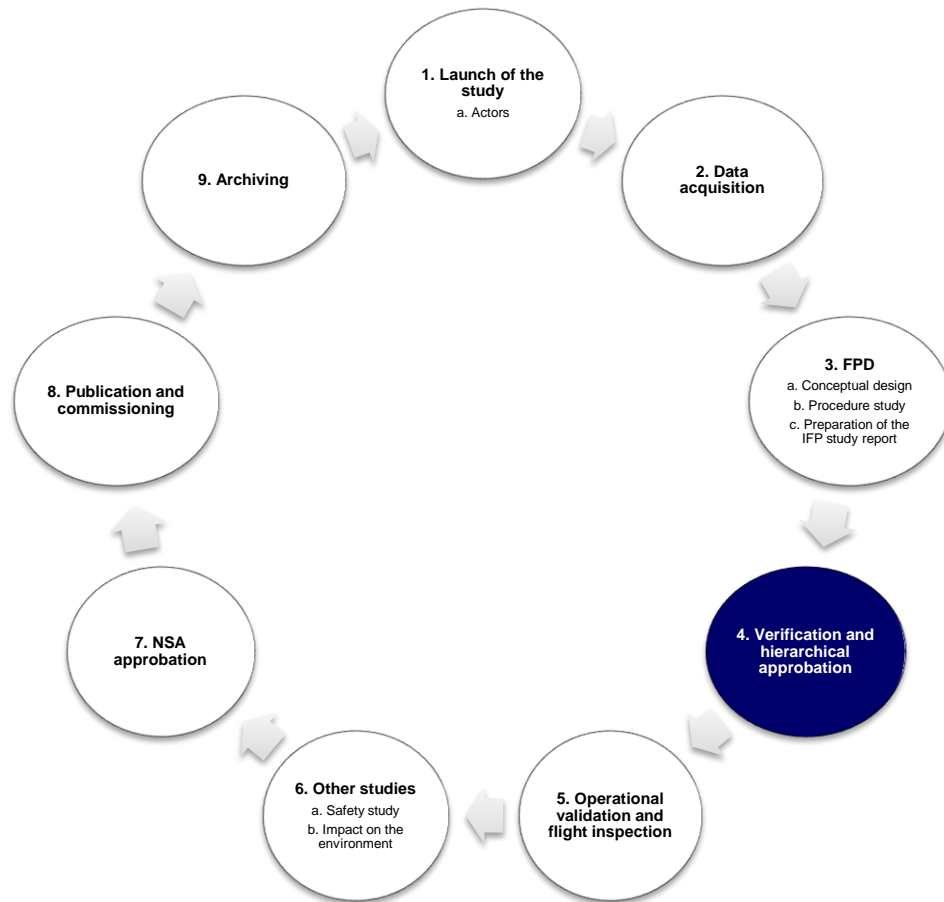 1. Launch of the
study
a. Actors
2. Data
acquisition
3. FPD
a. Conceptual design
b. Procedure study
c. Preparation of the
IFP study report
4. Verification and
hierarchical
approbation
5. Operational
validation and
flight inspection
6. Other studies
a. Safety study
b. Impact on the
environment
7. NSA
approbation
8. Publication and
commissioning
9. Archiving